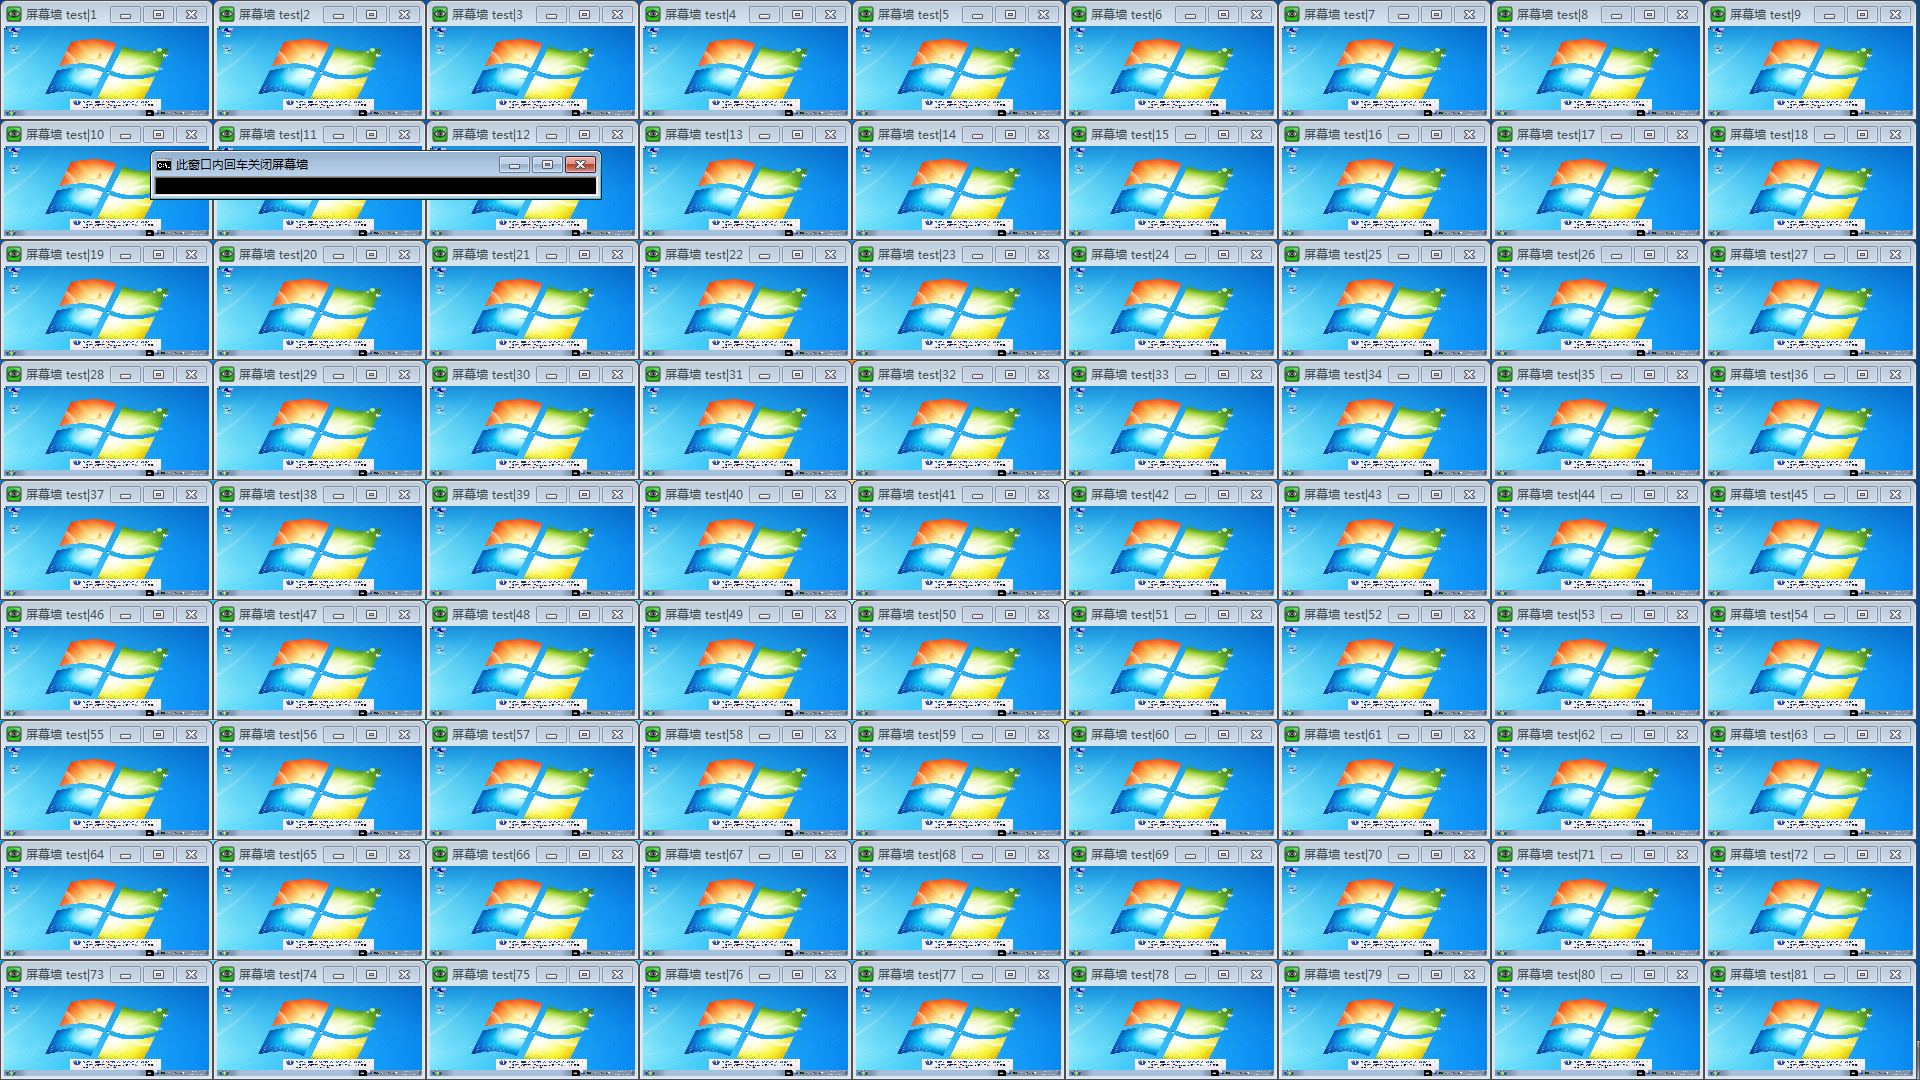 屏幕墙 test|1 屏幕墙 test|2 屏幕墙 test|3 屏幕墙 test|4 屏幕墙 test|5 屏幕墙 test|6 屏幕墙 test|7 屏幕墙 test|8 屏幕墙 test|9
屏幕墙 test|10 屏幕墙 test|11 屏幕墙 test|12 屏幕墙 test|13 屏幕墙 test|14 屏幕墙 test|15 屏幕墙 test|16 屏幕墙 test|17 屏幕墙 test|18
C:\. 此窗口内回车关闭屏幕墙
屏幕墙 test|19 屏幕墙 test|20 屏幕墙 test|21 屏幕墙 test|22 屏幕墙 test|23 屏幕墙 test|24 屏幕墙 test|25 屏幕墙 test|26 屏幕墙 test|27
屏幕墙 test|28 屏幕墙 test|29 屏幕墙 test|30 屏幕墙 test|31 屏幕墙 test|32 屏幕墙 test|33 屏幕墙 test|34 屏幕墙 test|35 屏幕墙 test|36
屏幕墙 test|37 屏幕墙 test|38 屏幕墙 test|39 屏幕墙 test|40 屏幕墙 test|41 屏幕墙 test|42 屏幕墙 test|43 屏幕墙 test|44 屏幕墙 test|45
屏幕墙 test|46 屏幕墙 test|47 屏幕墙 test|48 屏幕墙 test|49 屏幕墙 test|50 屏幕墙 test|51 屏幕墙 test|52 屏幕墙 test|53 屏幕墙 test|54
屏幕墙 test|55 屏幕墙 test|56 屏幕墙 test|57 屏幕墙 test|58 屏幕墙 test|59 屏幕墙 test|60 屏幕墙 test|61 屏幕墙 test|62 屏幕墙 test|63
屏幕墙 test|64 屏幕墙 test|65 屏幕墙 test|66 屏幕墙 test|67 屏幕墙 test|68 屏幕墙 test|69 屏幕墙 test|70 屏幕墙 test|71 屏幕墙 test|72
屏幕墙 test|73 屏幕墙 test|74 屏幕墙 test|75 屏幕墙 test|76 屏幕墙 test|77 屏幕墙 test|78 屏幕墙 test|79 屏幕墙 test|80 屏幕墙 test|81